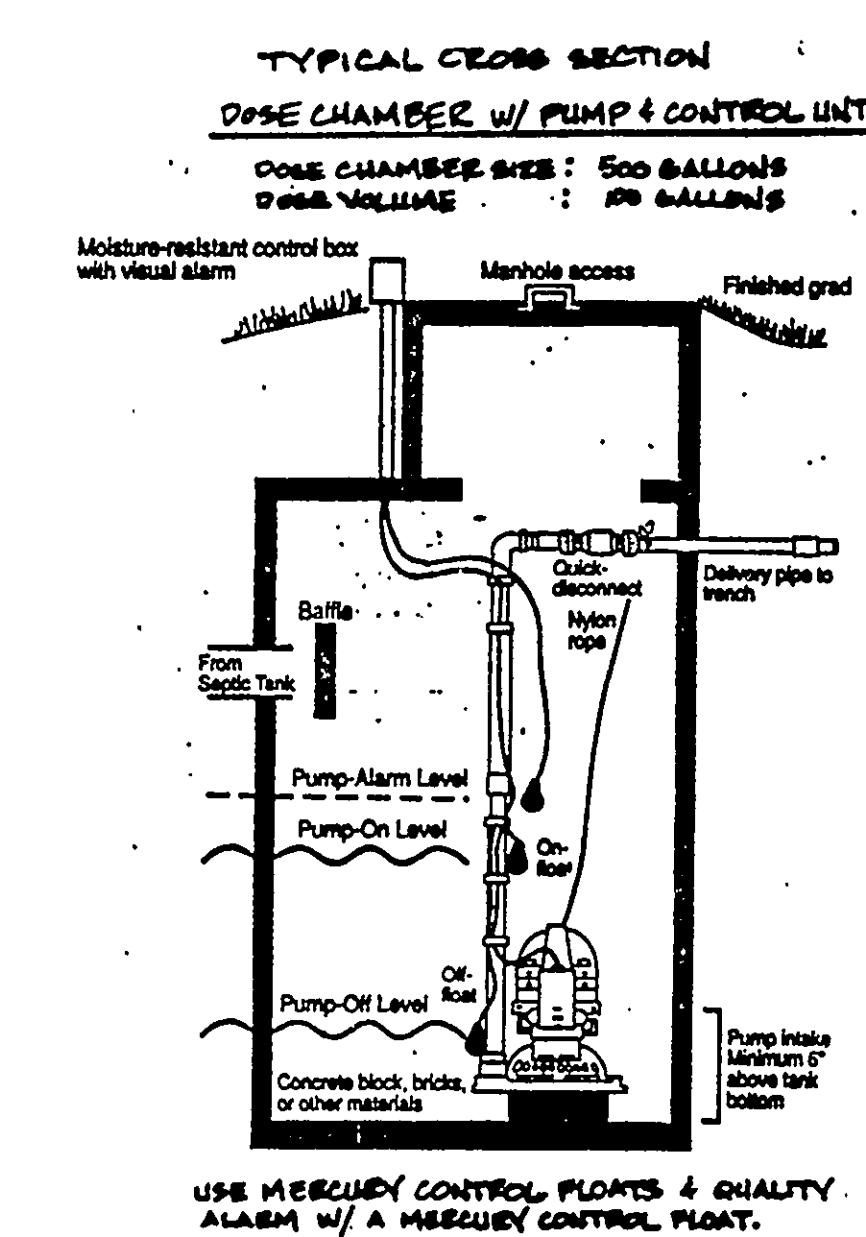 TYPICAL CROSS SECTION
DOSE CHAMBER W/ PUMP & CONTROL UNIT
DOSE CHAMBER SIZE: 500 GALLONS
DOSE VOLUME : 100 GALLONS
Moisture-resistant control box
with visual alarm
Manhole access
Finished grad
Quick-
disconnect
Delivery pipe to
trench
Nylon
rope
Baffle
From
Septic Tank
Pump-Alarm Level
Pump-On Level
On-
float
Off-
float
Pump-Off Level
Pump intake
Minimum 6"
above tank
bottom
Concrete block, bricks,
or other materials
USE MERCURY CONTROL FLOATS & QUALITY
ALARM W/ A MERCURY CONTROL FLOAT.